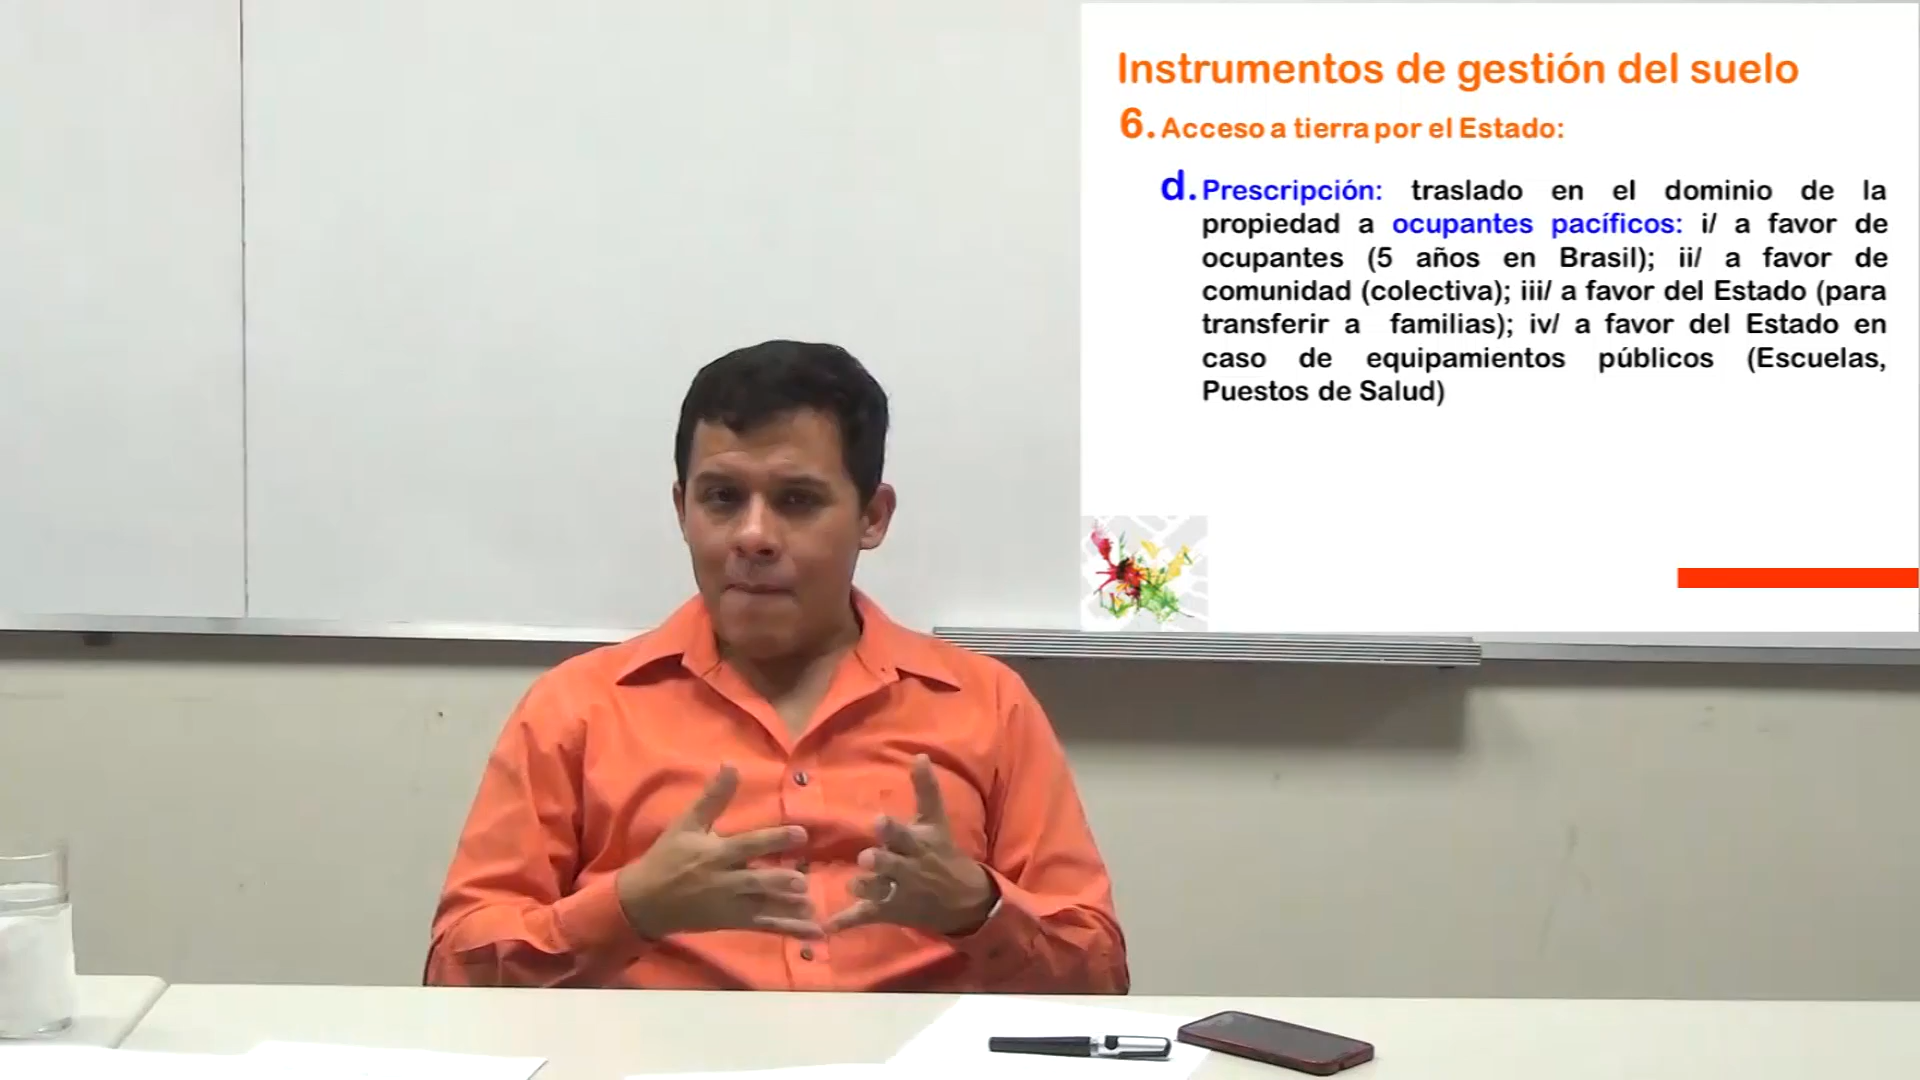 Instrumentos de gestión del suelo
6. Acceso a tierra por el Estado:
d. Prescripción: traslado en el dominio de la
propiedad a ocupantes pacíficos: i/ a favor de
ocupantes (5 años en Brasil); ii/ a favor de
comunidad (colectiva); iii/ a favor del Estado (para
transferir a familias); iv/ a favor del Estado en
caso de equipamientos públicos (Escuelas,
Puestos de Salud)